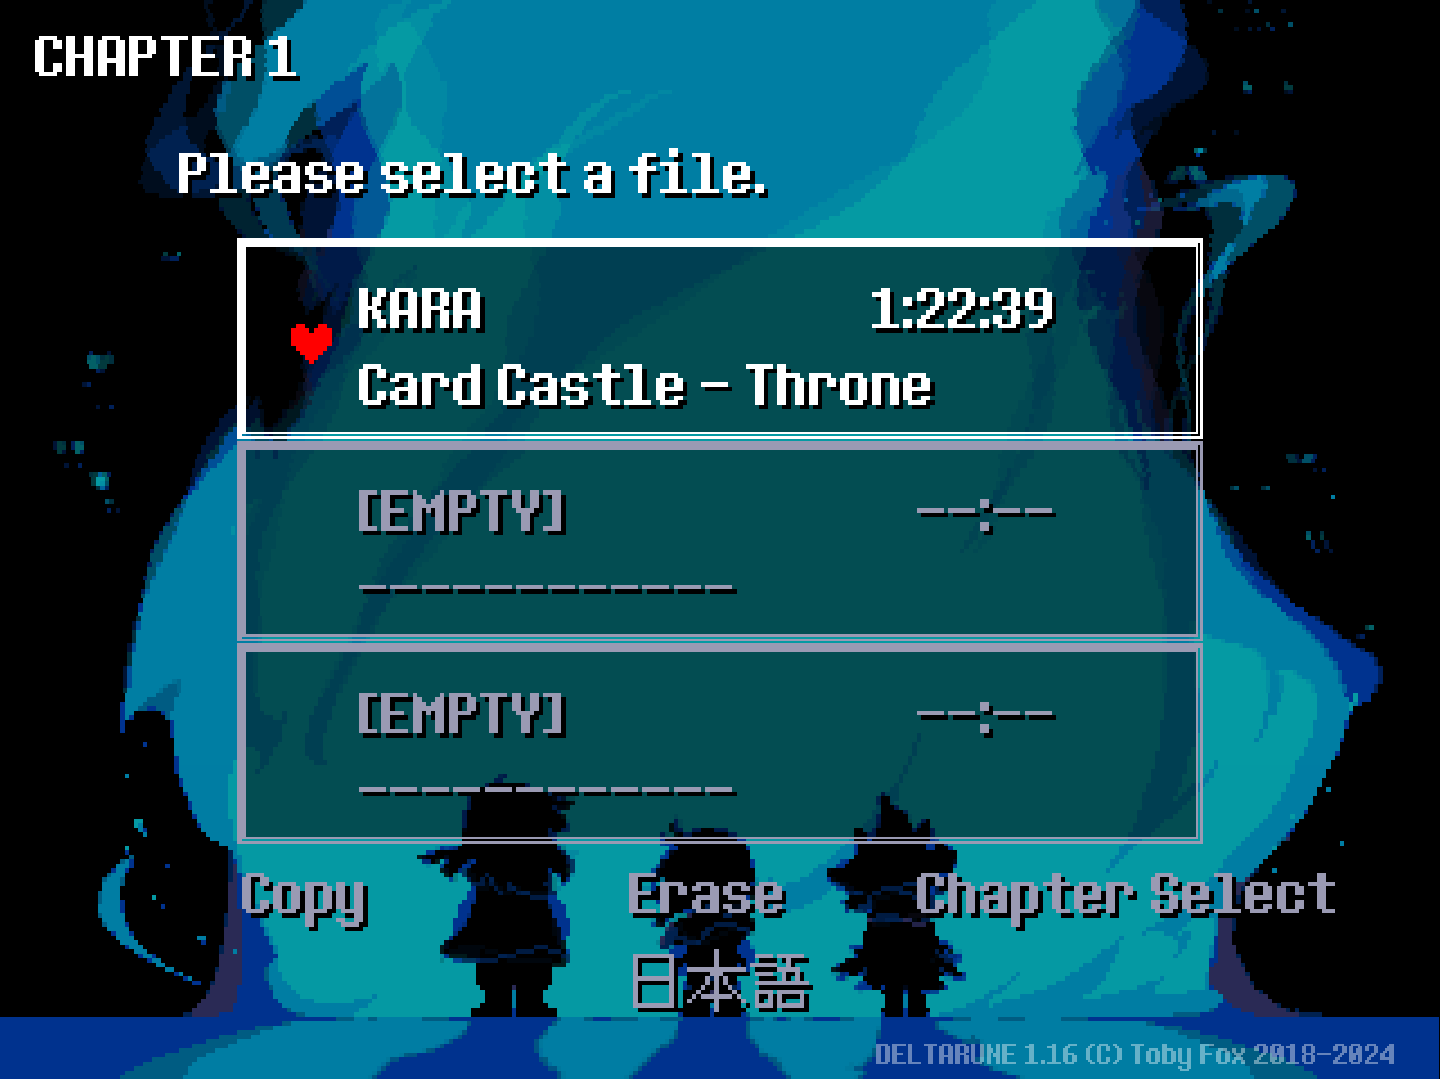 CHAPTER 1
Please select a file.
KARA 1:22:39
Card Castle - Throne
[EMPTY] --:--
------------
[EMPTY] --:--
------------
Copy Erase Chapter Select
日本語
DELTARUNE 1.16 (C) Toby Fox 2018-2024